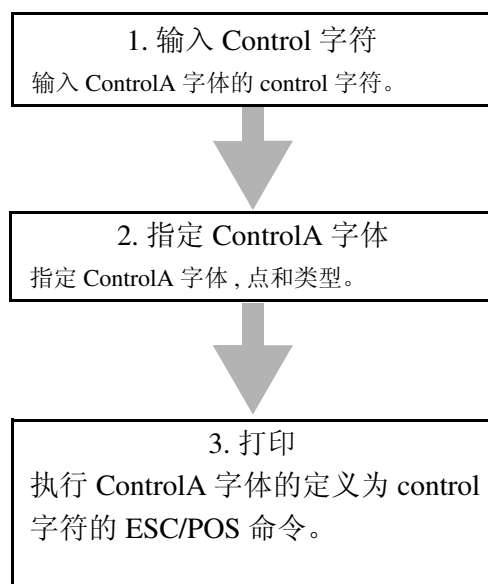 1. 输入 Control 字符
输入 ControlA 字体的 control 字符。
2. 指定 ControlA 字体
指定 ControlA 字体 , 点和类型。
3. 打印
执行 ControlA 字体的定义为 control
字符的 ESC/POS 命令。